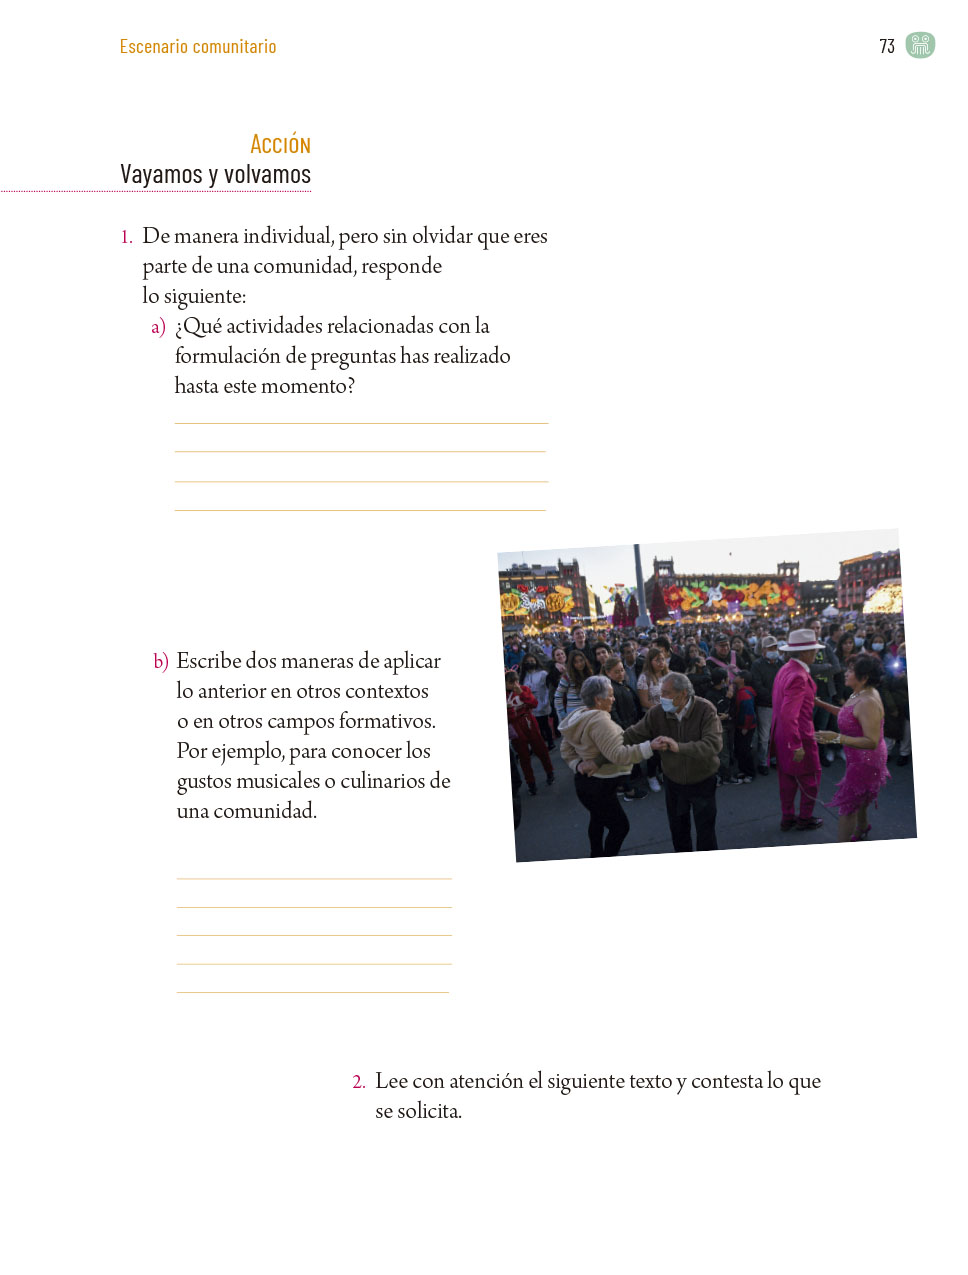 Escenario comunitario
73
Acción
Vayamos y volvamos
1. De manera individual, pero sin olvidar que eres
parte de una comunidad, responde
lo siguiente:
a) ¿Qué actividades relacionadas con la
formulación de preguntas has realizado
hasta este momento?
b) Escribe dos maneras de aplicar
lo anterior en otros contextos
o en otros campos formativos.
Por ejemplo, para conocer los
gustos musicales o culinarios de
una comunidad.
2. Lee con atención el siguiente texto y contesta lo que
se solicita.